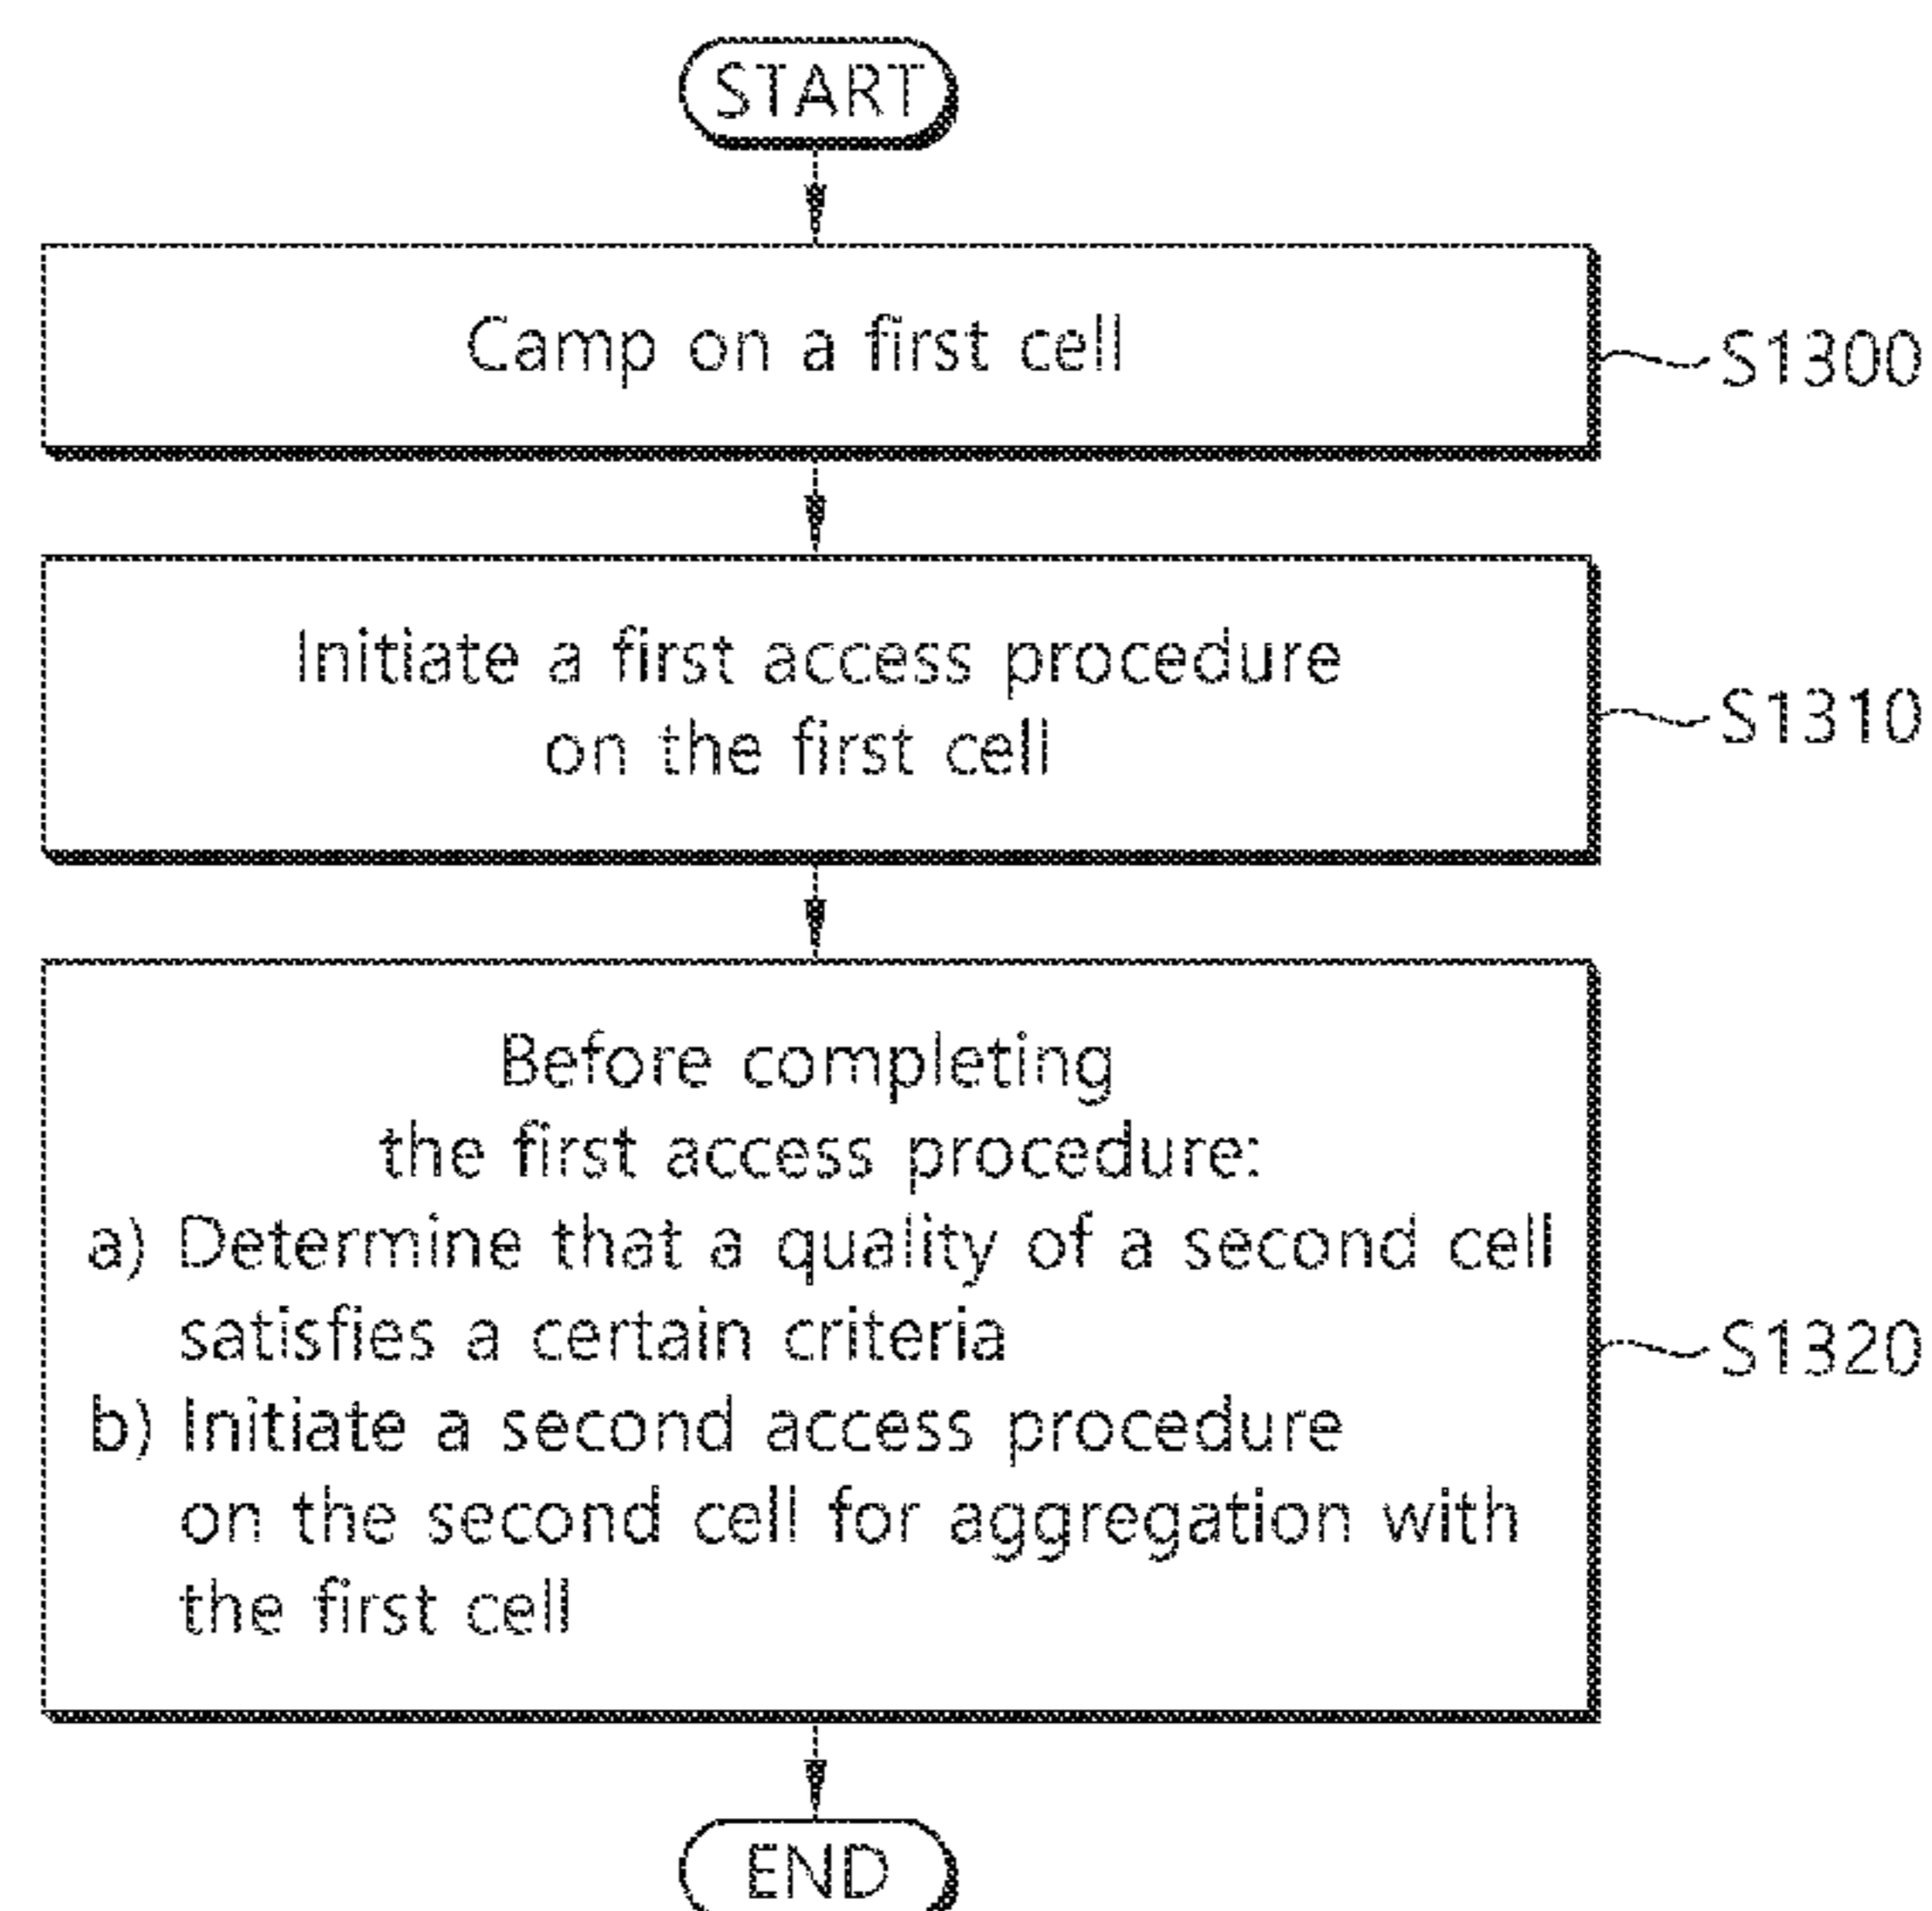 START
Camp on a first cell
S1300
Initiate a first access procedure
on the first cell
S1310
Before completing
the first access procedure:
a) Determine that a quality of a second cell
satisfies a certain criteria
b) Initiate a second access procedure
on the second cell for aggregation with
the first cell
S1320
END